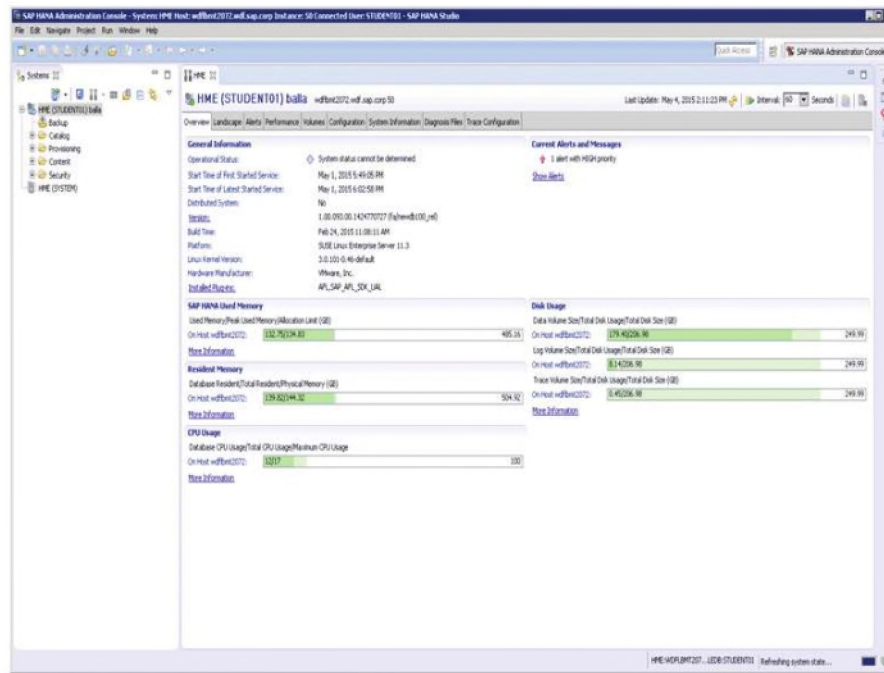 SAP HANA Administration Console - System: HME Host: wdflbmt2072.wdf.sap.corp Instance: 50 Connected User: STUDENT01 - SAP HANA Studio
File Edit Navigate Project Run Window Help
Quick Access
SAP HANA Administration Console
Systems
HME (STUDENT01) balla
Backup
Catalog
Provisioning
Content
Security
HME (SYSTEM)
HME
HME (STUDENT01) balla wdflbmt2072.wdf.sap.corp 50
Last Update: May 4, 2015 2:11:23 PM Interval: 60 Seconds
Overview Landscape Alerts Performance Volumes Configuration System Information Diagnosis Files Trace Configuration
General Information
Operational Status: System status cannot be determined
Start Time of First Started Service: May 1, 2015 5:49:05 PM
Start Time of Latest Started Service: May 1, 2015 6:02:58 PM
Distributed System: No
Version: 1.00.093.00.1424770727 (fa/newdb100_rel)
Build Time: Feb 24, 2015 11:08:11 AM
Platform: SUSE Linux Enterprise Server 11.3
Linux Kernel Version: 3.0.101-0.46-default
Hardware Manufacturer: VMware, Inc.
Installed Plug-ins: AFL,SAP_AFL_SDK_UAL
Current Alerts and Messages
1 alert with HIGH priority
Show Alerts
SAP HANA Used Memory
Used Memory/Peak Used Memory/Allocation Limit (GB)
On Host wdflbmt2072: 132.75/134.83 485.16
More Information
Resident Memory
Database Resident/Total Resident/Physical Memory (GB)
On Host wdflbmt2072: 139.82/144.32 504.92
More Information
CPU Usage
Database CPU Usage/Total CPU Usage/Maximum CPU Usage
On Host wdflbmt2072: 12/17 100
More Information
Disk Usage
Data Volume Size/Total Disk Usage/Total Disk Size (GB)
On Host wdflbmt2072: 179.40/206.98 249.99
Log Volume Size/Total Disk Usage/Total Disk Size (GB)
On Host wdflbmt2072: 8.14/206.98 249.99
Trace Volume Size/Total Disk Usage/Total Disk Size (GB)
On Host wdflbmt2072: 0.45/206.98 249.99
More Information
HME:WDFLBMT207...LEDB:STUDENT01 Refreshing system state...